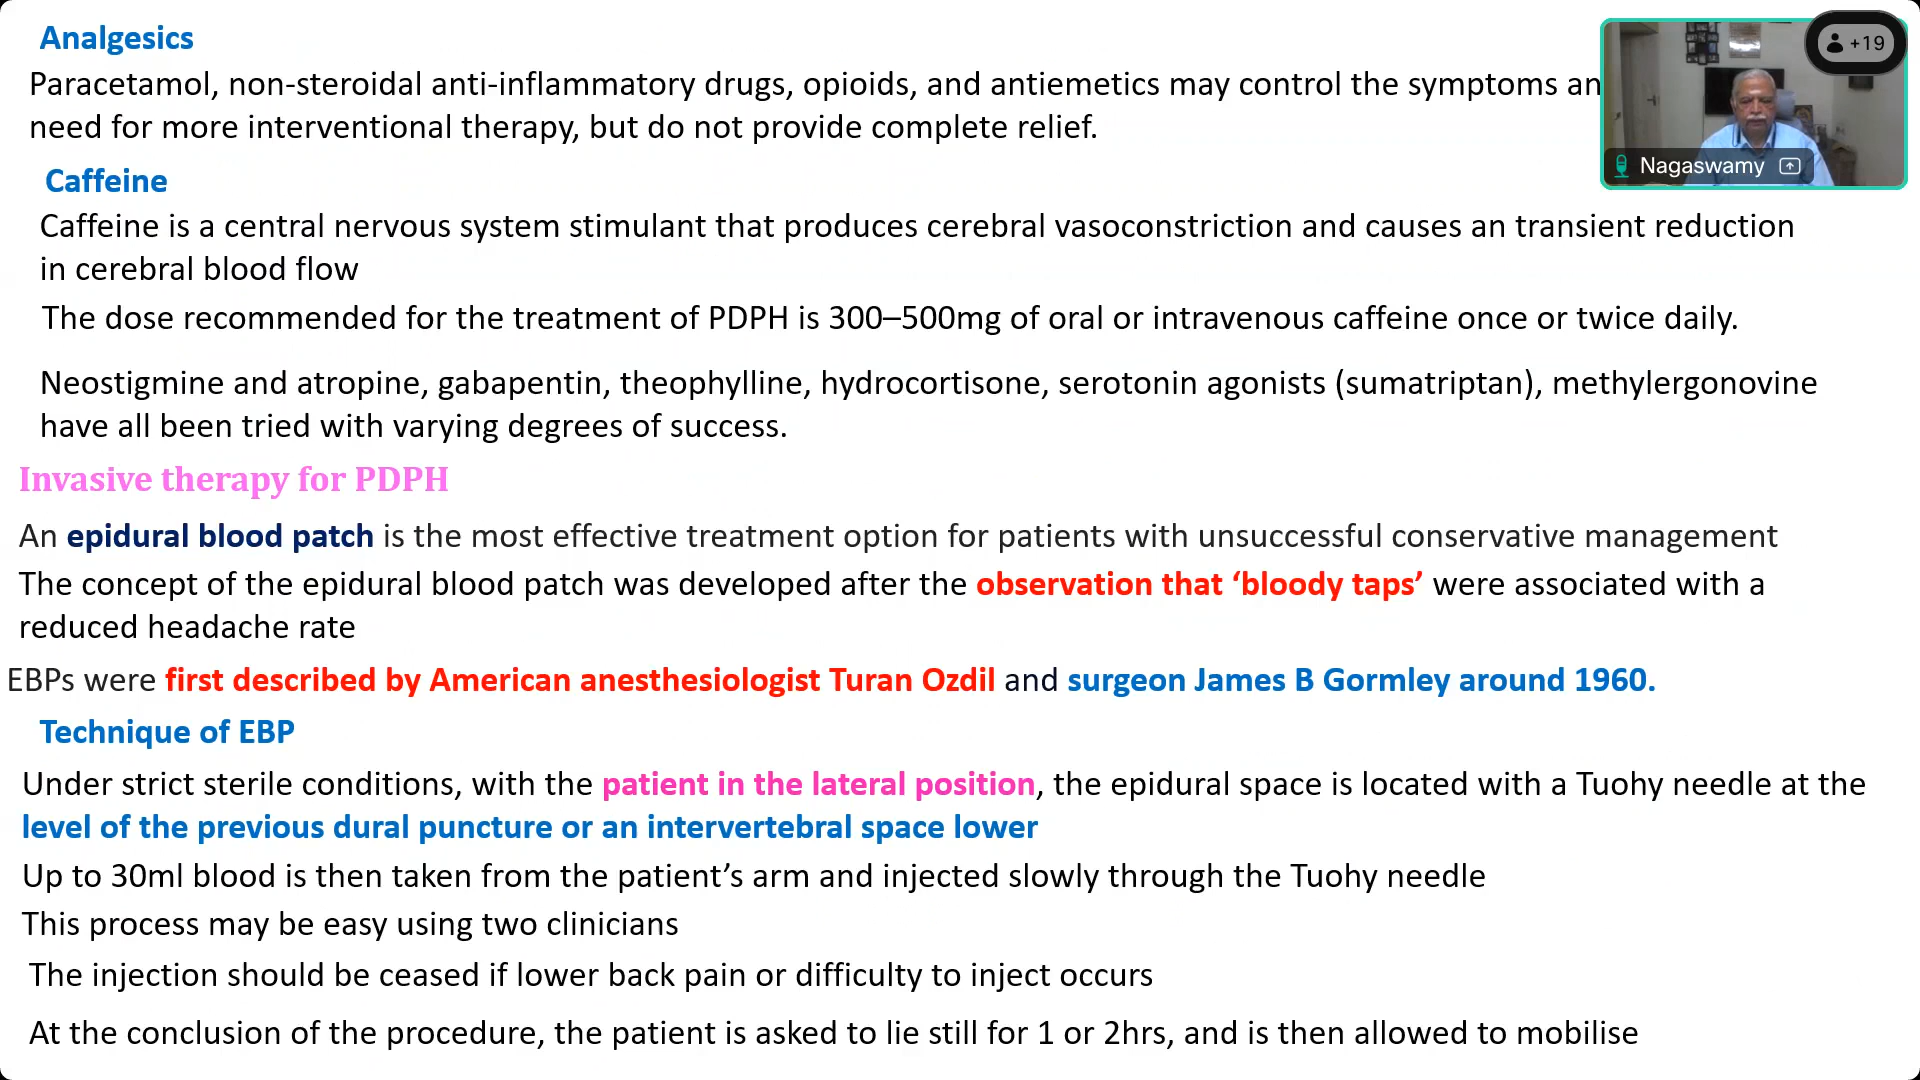 Analgesics
Paracetamol, non-steroidal anti-inflammatory drugs, opioids, and antiemetics may control the symptoms
need for more interventional therapy, but do not provide complete relief.
+19
Nagaswamy
Caffeine
Caffeine is a central nervous system stimulant that produces cerebral vasoconstriction and causes an transient reduction
in cerebral blood flow
The dose recommended for the treatment of PDPH is 300–500mg of oral or intravenous caffeine once or twice daily.
Neostigmine and atropine, gabapentin, theophylline, hydrocortisone, serotonin agonists (sumatriptan), methylergonovine
have all been tried with varying degrees of success.
Invasive therapy for PDPH
An epidural blood patch is the most effective treatment option for patients with unsuccessful conservative management
The concept of the epidural blood patch was developed after the observation that ‘bloody taps’ were associated with a
reduced headache rate
EBPs were first described by American anesthesiologist Turan Ozdil and surgeon James B Gormley around 1960.
Technique of EBP
Under strict sterile conditions, with the patient in the lateral position, the epidural space is located with a Tuohy needle at the
level of the previous dural puncture or an intervertebral space lower
Up to 30ml blood is then taken from the patient’s arm and injected slowly through the Tuohy needle
This process may be easy using two clinicians
The injection should be ceased if lower back pain or difficulty to inject occurs
At the conclusion of the procedure, the patient is asked to lie still for 1 or 2hrs, and is then allowed to mobilise